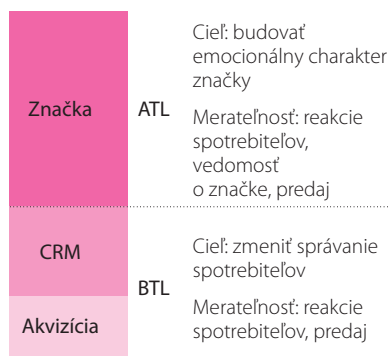 Značka
ATL
Cieľ: budovať
emocionálny charakter
značky
Merateľnosť: reakcie
spotrebiteľov,
vedomosť
o značke, predaj
CRM
Akvizícia
BTL
Cieľ: zmeniť správanie
spotrebiteľov
Merateľnosť: reakcie
spotrebiteľov, predaj